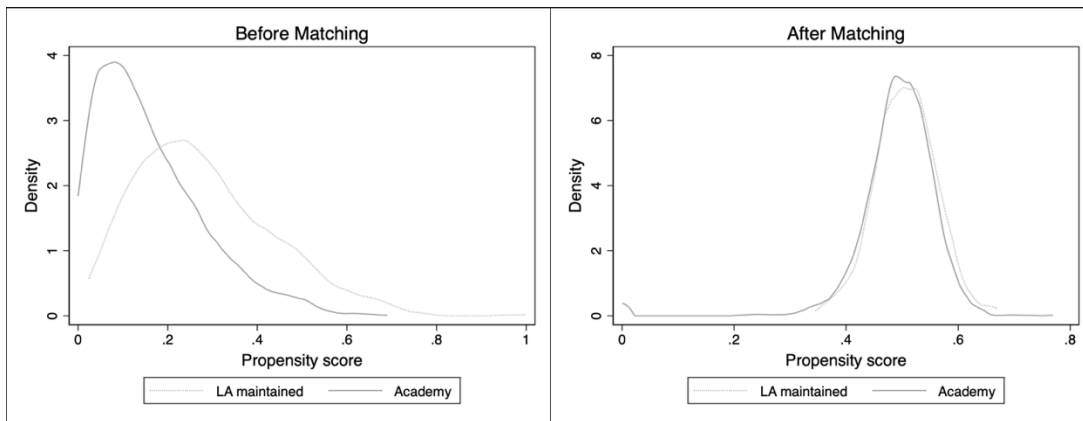 Before Matching
4
3
2
1
0
Density
0 .2 .4 .6 .8 1
Propensity score
LA maintained Academy
After Matching
8
6
4
2
0
Density
0 .2 .4 .6 .8
Propensity score
LA maintained Academy